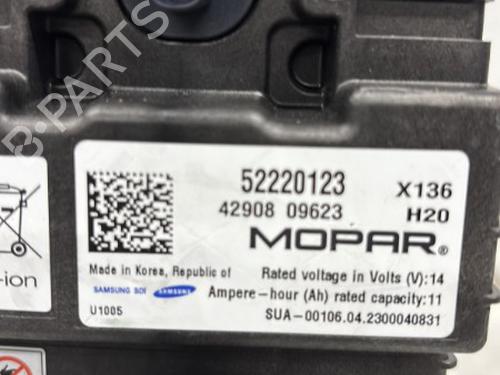 B-PARTS
52220123 X136
42908 09623 H20
MOPAR®
Made in Korea, Republic of
Rated voltage in Volts (V):14
SAMSUNG SDI SAMSUNG
Ampere-hour (Ah) rated capacity:11
U1005
SUA-00106.04.2300040831
-ion